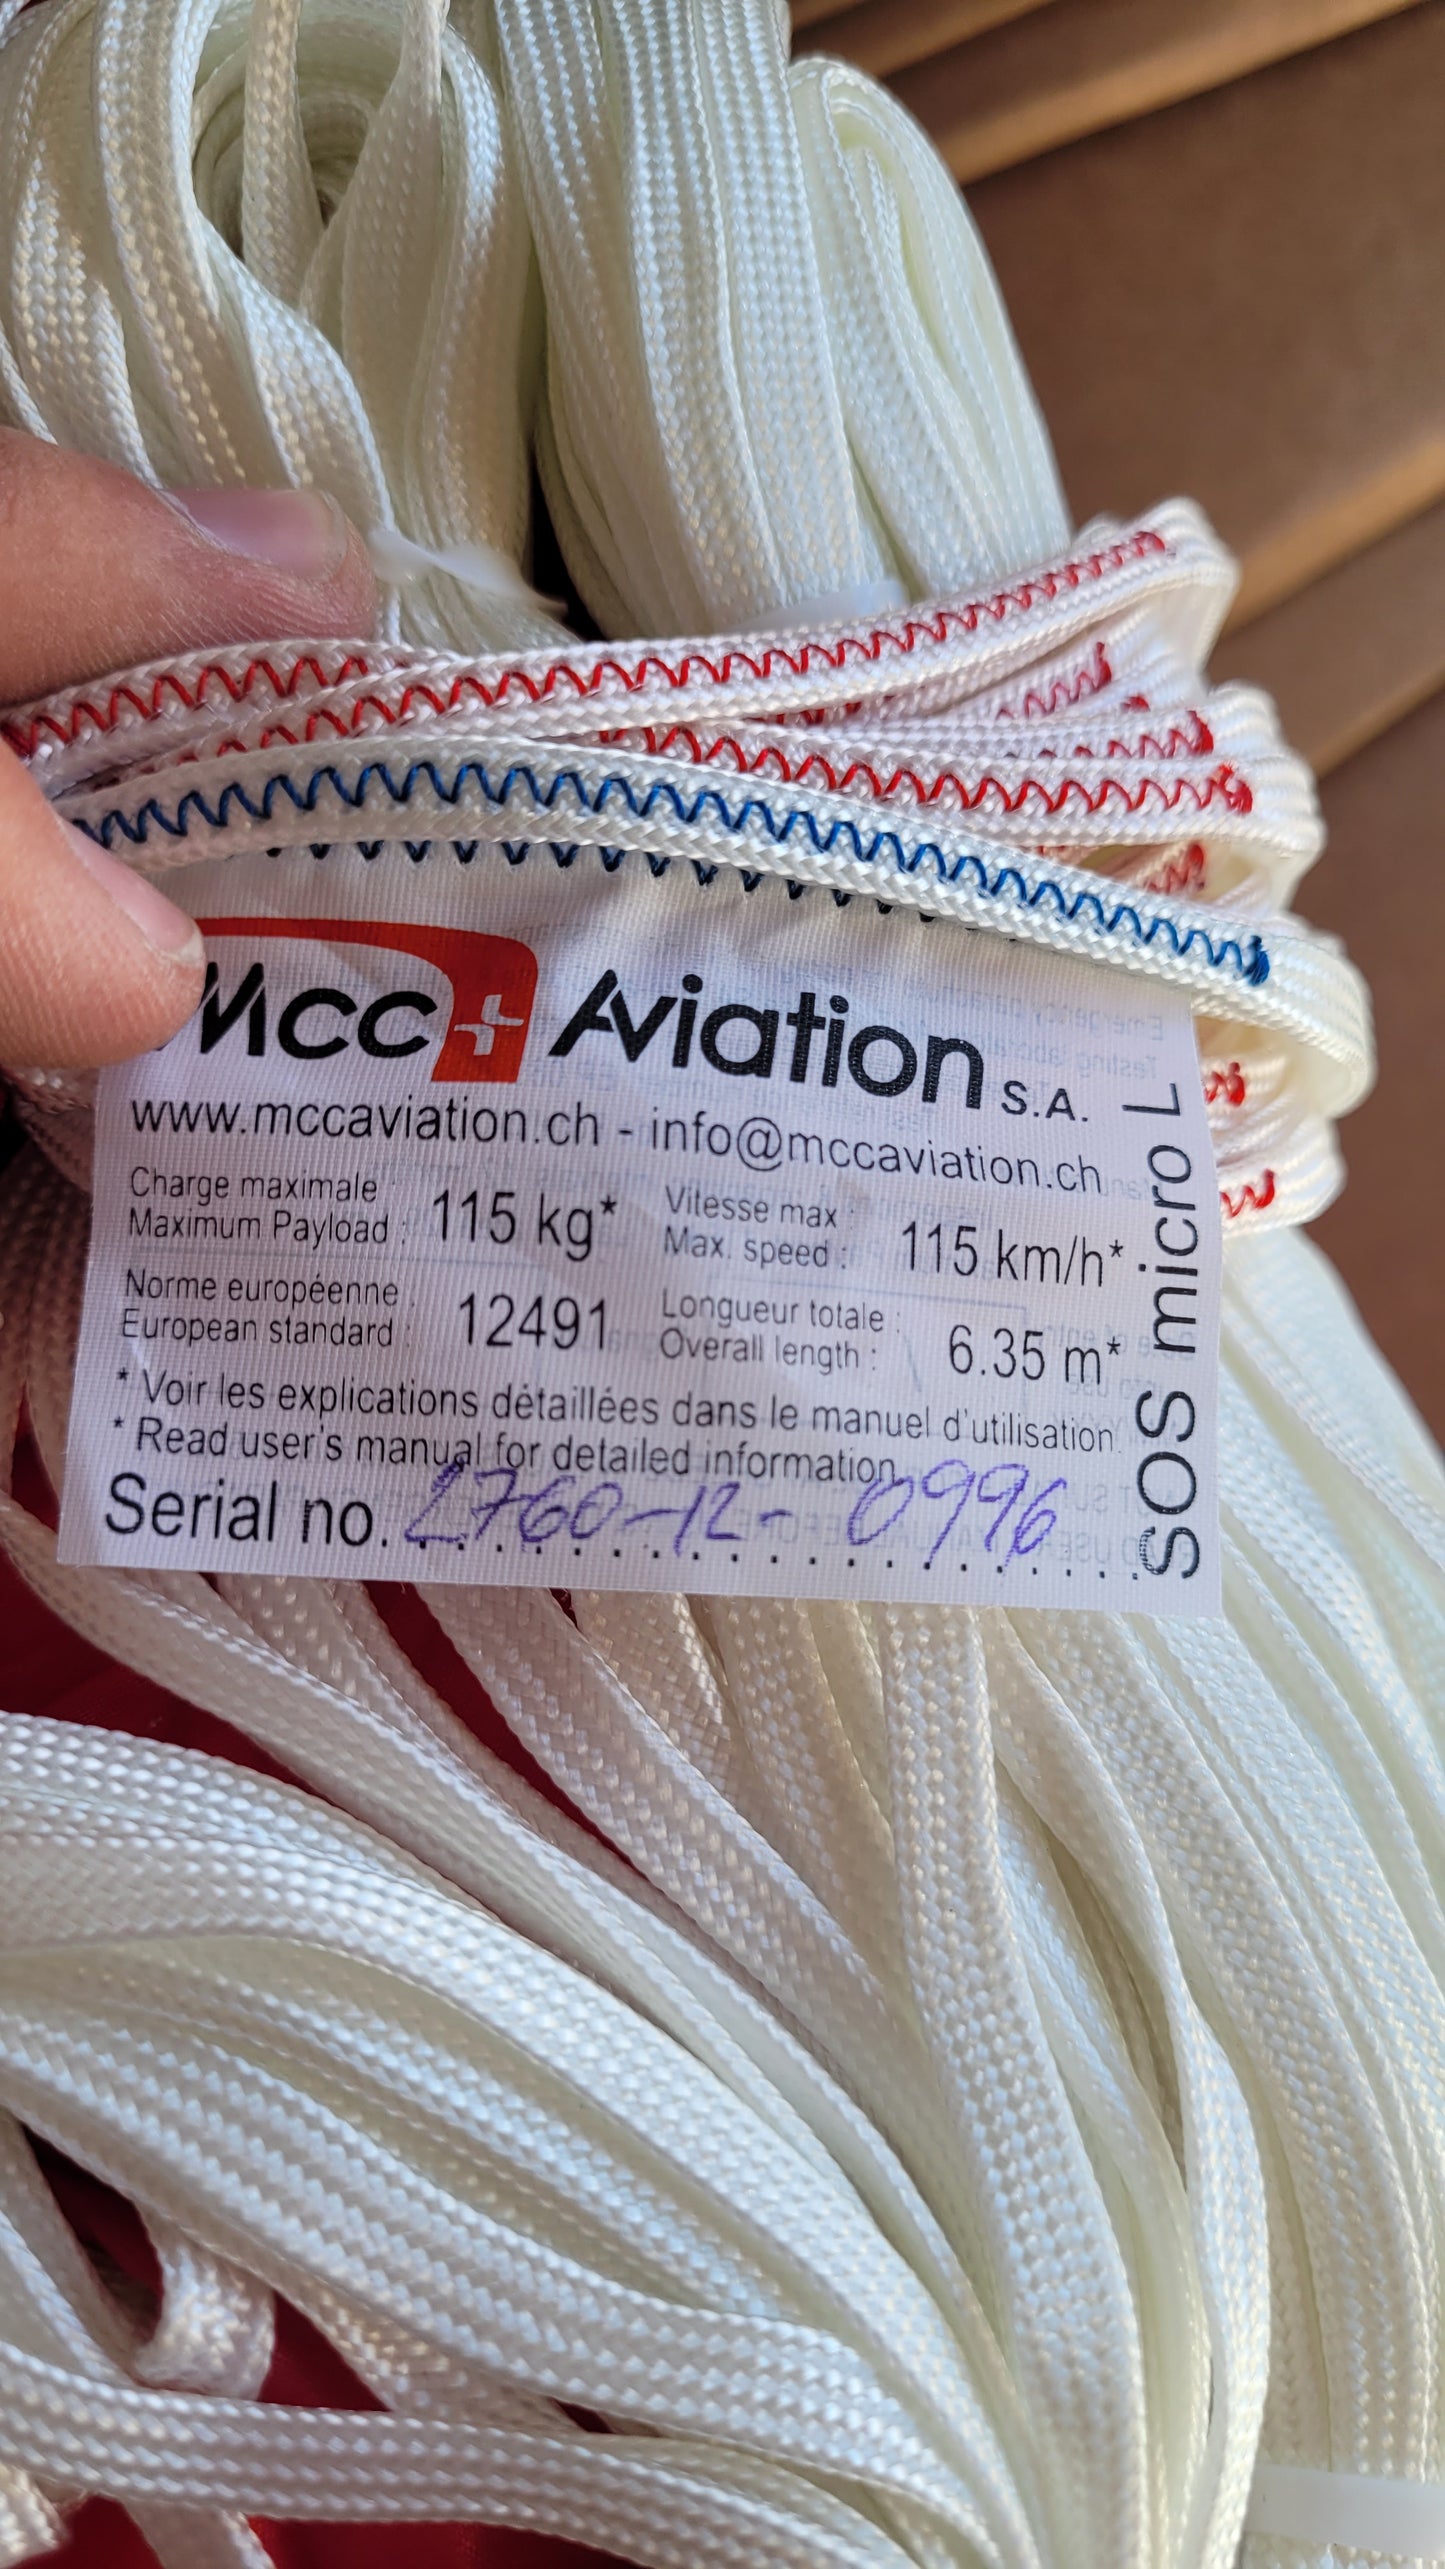 Mcc Aviation S.A.
www.mccaviation.ch - info@mccaviation.ch
Charge maximale
Maximum Payload : 115 kg*
Vitesse max :
Max. speed : 115 km/h*
Norme européenne :
European standard : 12491
Longueur totale :
Overall length : 6.35 m*
* Voir les explications détaillées dans le manuel d'utilisation.
* Read user's manual for detailed information.
Serial no. 2760-12-0996
SOS micro L